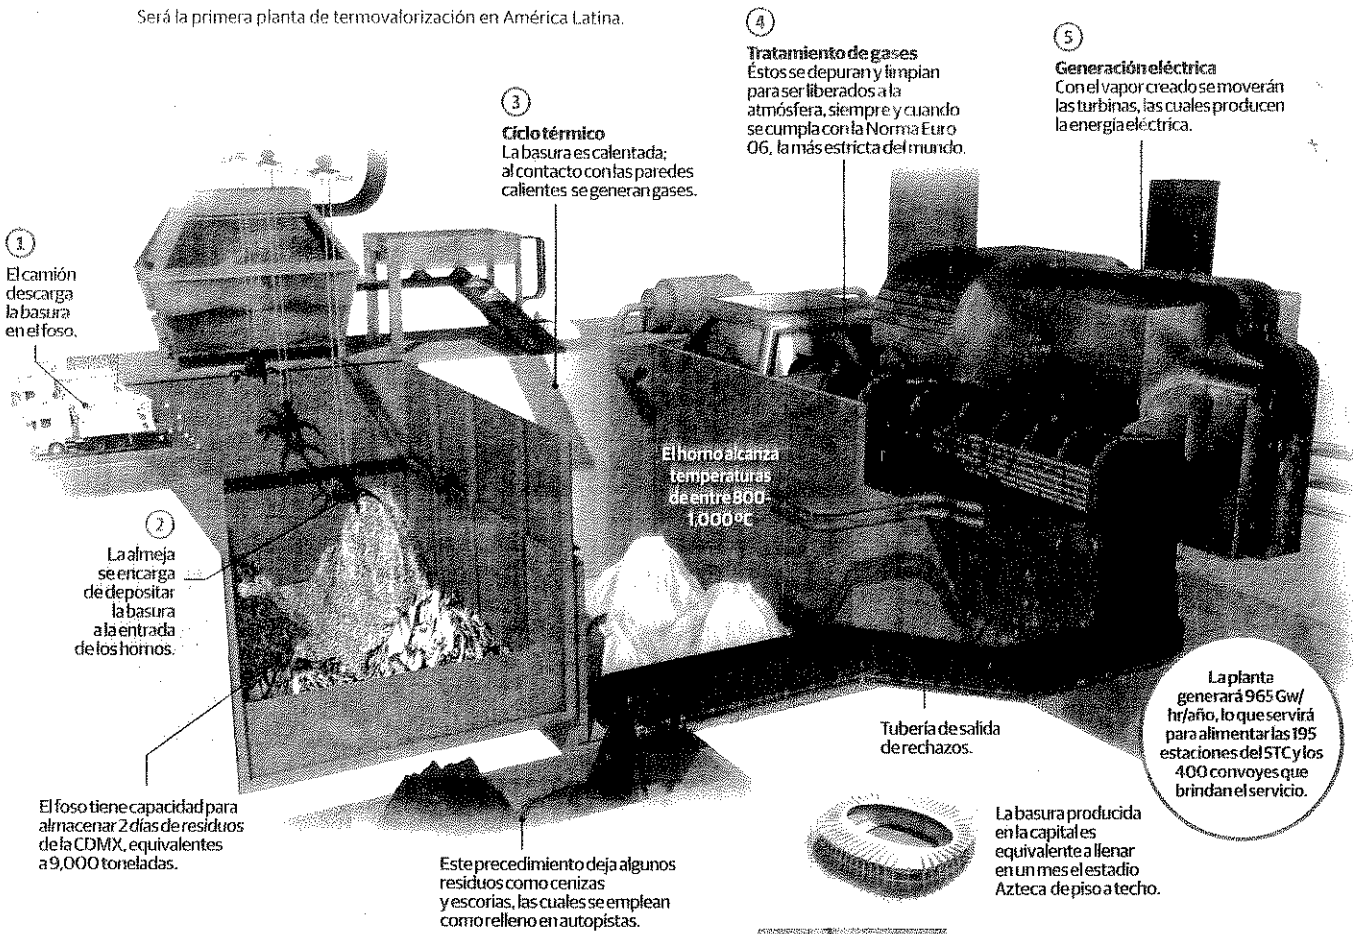 Será la primera planta de termovalorización en América Latina.
1
El camión
descarga
la basura
en el foso.
2
La almeja
se encarga
de depositar
la basura
a la entrada
de los hornos.
El foso tiene capacidad para
almacenar 2 días de residuos
de la CDMX, equivalentes
a 9,000 toneladas.
3
Ciclo térmico
La basura es calentada;
al contacto con las paredes
calientes se generan gases.
El horno alcanza
temperaturas
de entre 800-
1,000 ºC
Este precedimiento deja algunos
residuos como cenizas
y escorias, las cuales se emplean
como relleno en autopistas.
4
Tratamiento de gases
Éstos se depuran y limpian
para ser liberados a la
atmósfera, siempre y cuando
se cumpla con la Norma Euro
06, la más estricta del mundo.
5
Generación eléctrica
Con el vapor creado se moverán
las turbinas, las cuales producen
la energía eléctrica.
Tubería de salida
de rechazos.
La planta
generará 965 Gw/
hr/año, lo que servirá
para alimentar las 195
estaciones del STC y los
400 convoyes que
brindan el servicio.
La basura producida
en la capital es
equivalente a llenar
en un mes el estadio
Azteca de piso a techo.